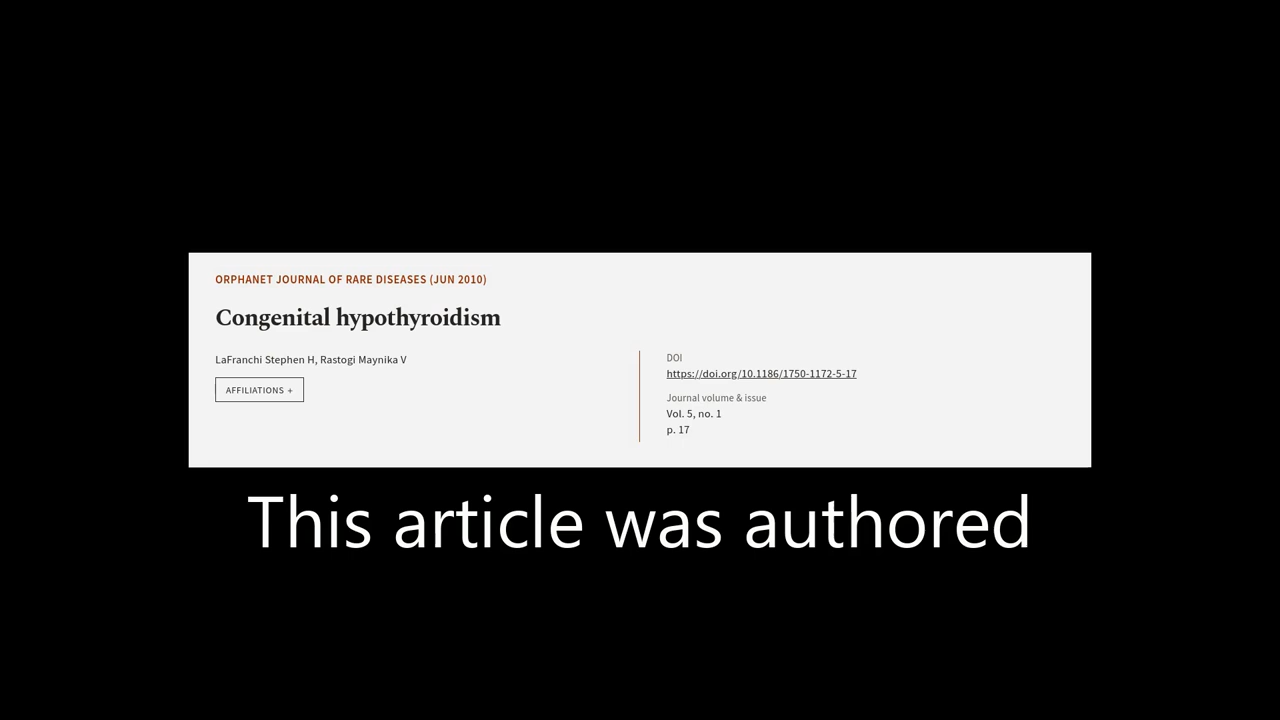 ORPHANET JOURNAL OF RARE DISEASES (JUN 2010)
Congenital hypothyroidism
LaFranchi Stephen H, Rastogi Maynika V
AFFILIATIONS +
DOI
https://doi.org/10.1186/1750-1172-5-17
Journal volume & issue
Vol. 5, no. 1
p. 17
This article was authored